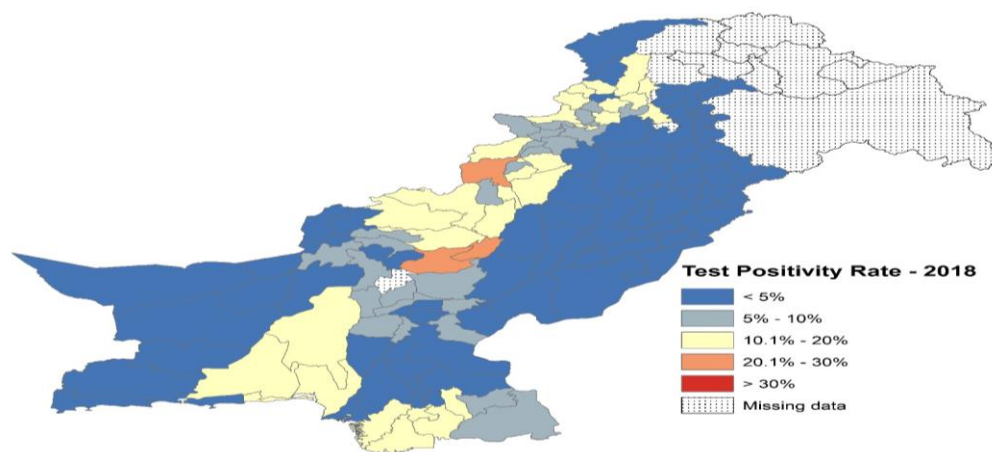 Test Positivity Rate - 2018
< 5%
5% - 10%
10.1% - 20%
20.1% - 30%
> 30%
Missing data